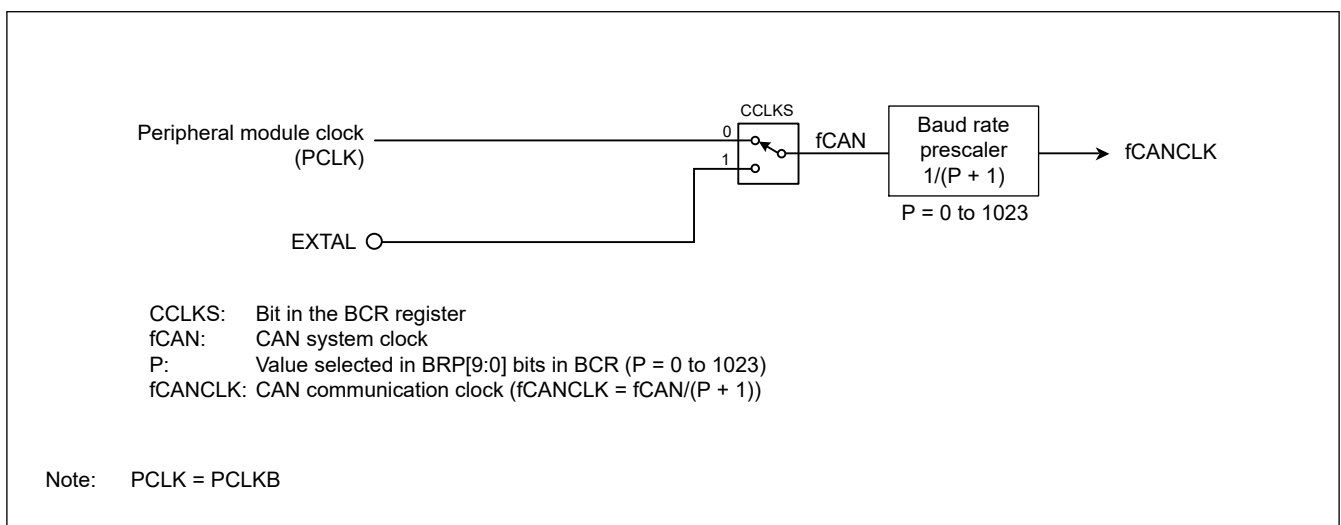 CCLKS
Peripheral module clock
(PCLK)
0
1
fCAN
Baud rate
prescaler
1/(P + 1)
fCANCLK
P = 0 to 1023
EXTAL
CCLKS: Bit in the BCR register
fCAN: CAN system clock
P: Value selected in BRP[9:0] bits in BCR (P = 0 to 1023)
fCANCLK: CAN communication clock (fCANCLK = fCAN/(P + 1))
Note: PCLK = PCLKB